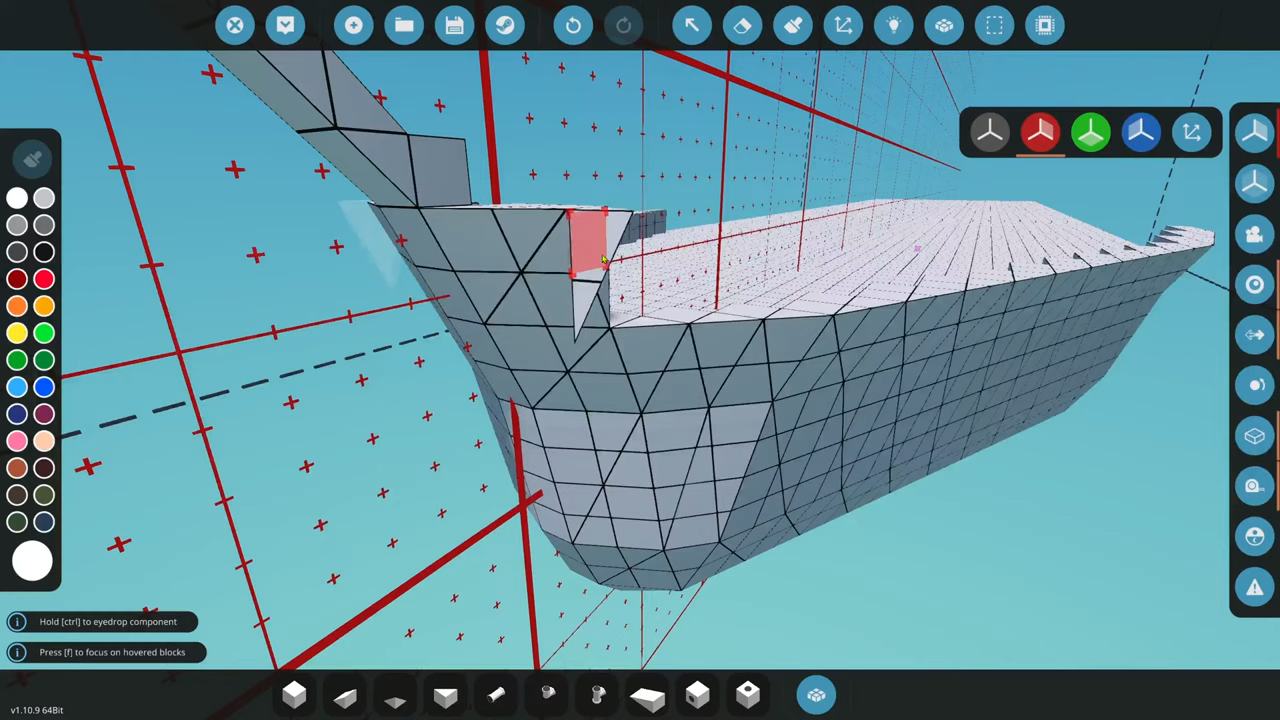 Hold [ctrl] to eyedrop component
Press [f] to focus on hovered blocks
v1.10.9 64Bit